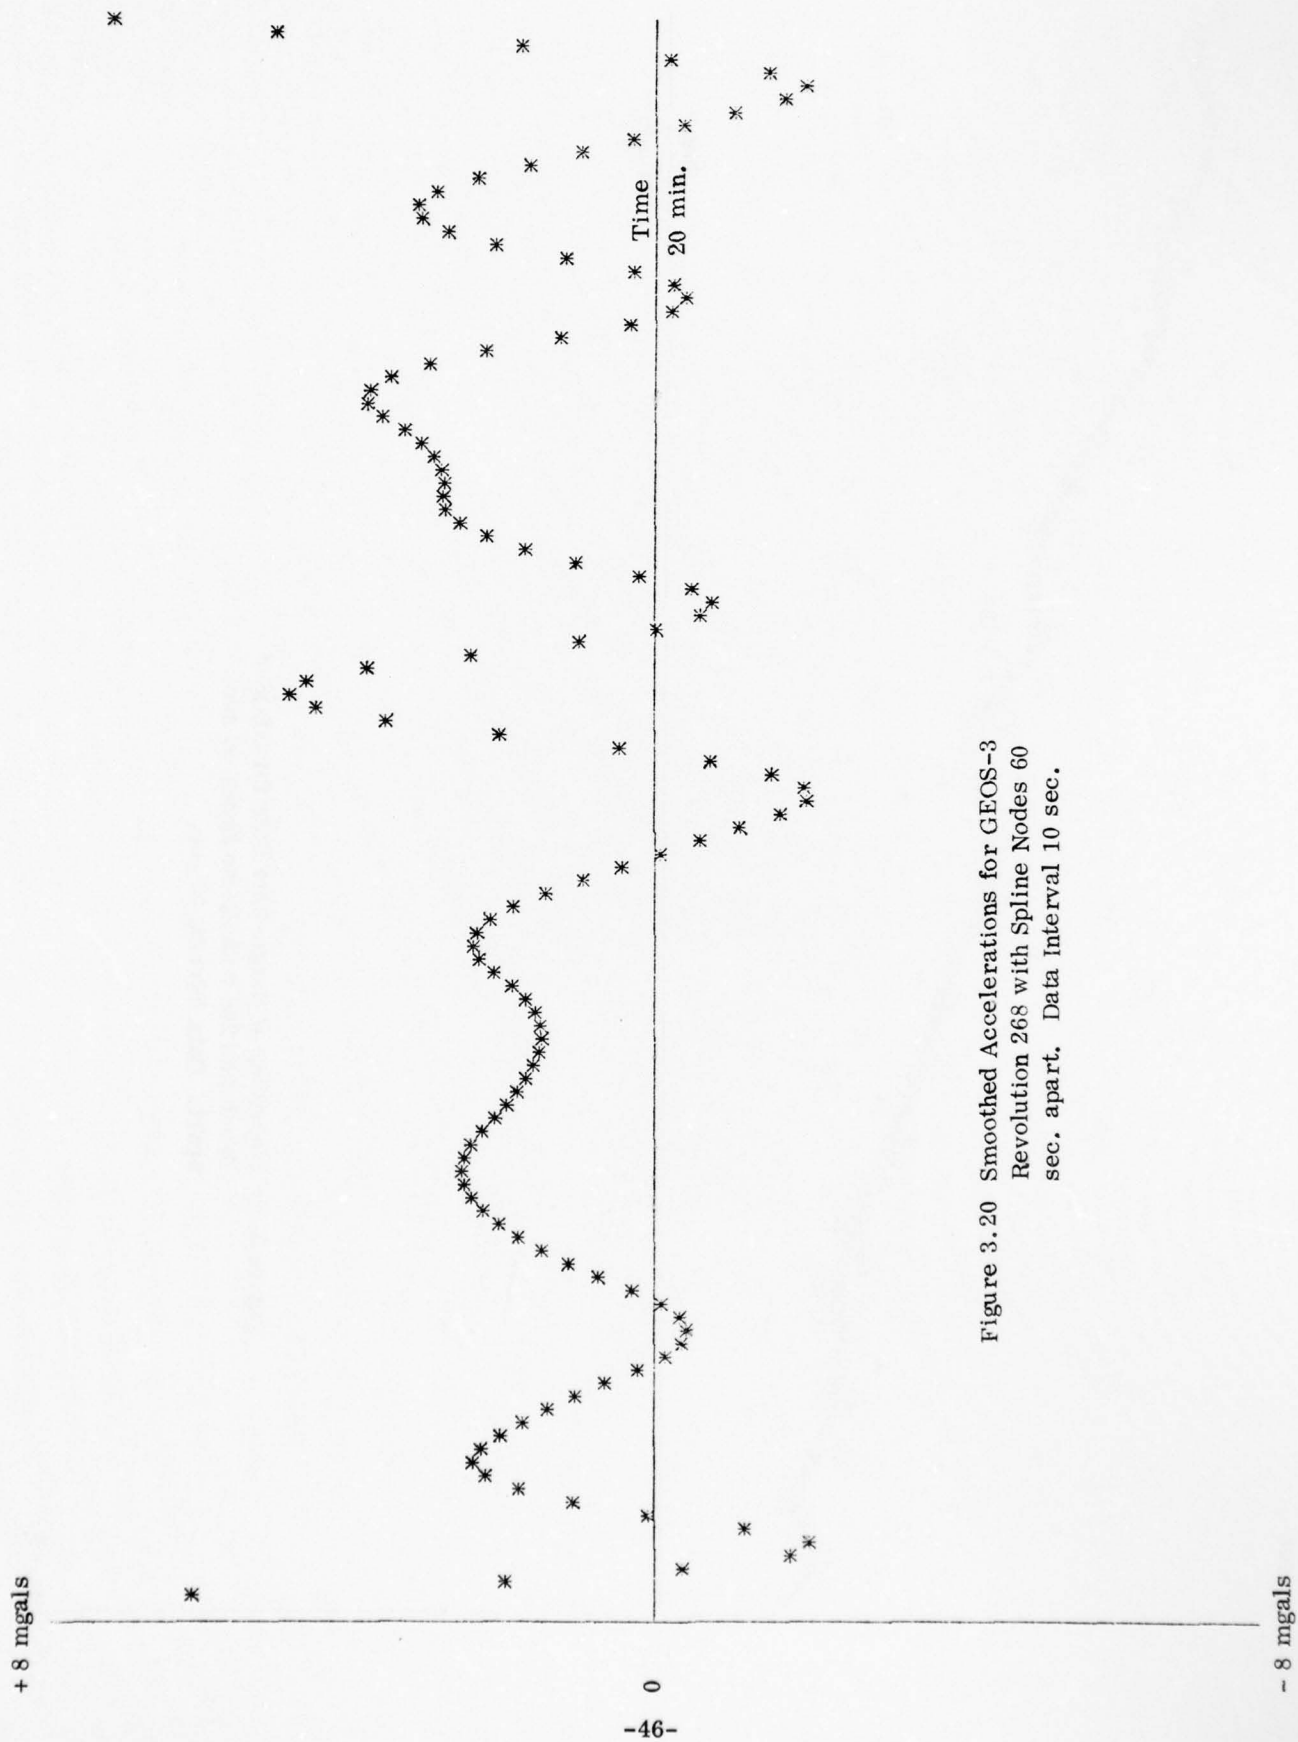 + 8 mgals
0
Time
20 min.
- 8 mgals
Figure 3.20 Smoothed Accelerations for GEOS-3
Revolution 268 with Spline Nodes 60
sec. apart. Data Interval 10 sec.
-46-